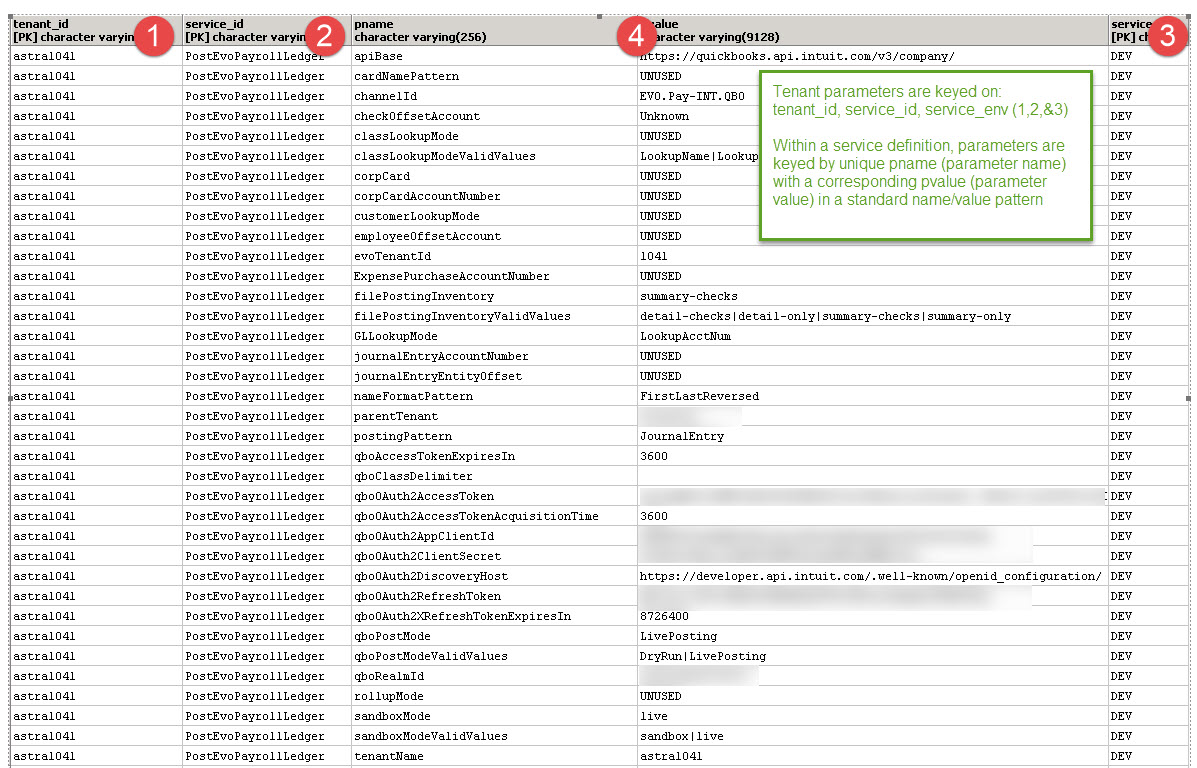 tenant_id service_id pname value service
[PK] character varyin [PK] character varyin character varying(256) character varying(9128) [PK]
1 2 4 3
astral041 PostEvoPayrollLedger apiBase https://quickbooks.api.intuit.com/v3/company/ DEV
astral041 PostEvoPayrollLedger cardNamePattern UNUSED DEV
astral041 PostEvoPayrollLedger channelId EVO.Pay-INT.QBO DEV
astral041 PostEvoPayrollLedger checkOffsetAccount Unknown DEV
astral041 PostEvoPayrollLedger classLookupMode UNUSED DEV
astral041 PostEvoPayrollLedger classLookupModeValidValues LookupName|Lookup DEV
astral041 PostEvoPayrollLedger corpCard UNUSED DEV
astral041 PostEvoPayrollLedger corpCardAccountNumber UNUSED DEV
astral041 PostEvoPayrollLedger customerLookupMode UNUSED DEV
astral041 PostEvoPayrollLedger employeeOffsetAccount UNUSED DEV
Tenant parameters are keyed on:
tenant_id, service_id, service_env (1,2,&3)
Within a service definition, parameters are
keyed by unique pname (parameter name)
with a corresponding pvalue (parameter
value) in a standard name/value pattern
astral041 PostEvoPayrollLedger evoTenantId 1041 DEV
astral041 PostEvoPayrollLedger ExpensePurchaseAccountNumber UNUSED DEV
astral041 PostEvoPayrollLedger filePostingInventory summary-checks DEV
astral041 PostEvoPayrollLedger filePostingInventoryValidValues detail-checks|detail-only|summary-checks|summary-only DEV
astral041 PostEvoPayrollLedger GLLookupMode LookupAcctNum DEV
astral041 PostEvoPayrollLedger journalEntryAccountNumber UNUSED DEV
astral041 PostEvoPayrollLedger journalEntryEntityOffset UNUSED DEV
astral041 PostEvoPayrollLedger nameFormatPattern FirstLastReversed DEV
astral041 PostEvoPayrollLedger parentTenant DEV
astral041 PostEvoPayrollLedger postingPattern JournalEntry DEV
astral041 PostEvoPayrollLedger qboAccessTokenExpiresIn 3600 DEV
astral041 PostEvoPayrollLedger qboClassDelimiter DEV
astral041 PostEvoPayrollLedger qboOAuth2AccessToken DEV
astral041 PostEvoPayrollLedger qboOAuth2AccessTokenAcquisitionTime 3600 DEV
astral041 PostEvoPayrollLedger qboOAuth2AppClientId DEV
astral041 PostEvoPayrollLedger qboOAuth2ClientSecret DEV
astral041 PostEvoPayrollLedger qboOAuth2DiscoveryHost https://developer.api.intuit.com/.well-known/openid_configuration/ DEV
astral041 PostEvoPayrollLedger qboOAuth2RefreshToken DEV
astral041 PostEvoPayrollLedger qboOAuth2XRefreshTokenExpiresIn 8726400 DEV
astral041 PostEvoPayrollLedger qboPostMode LivePosting DEV
astral041 PostEvoPayrollLedger qboPostModeValidValues DryRun|LivePosting DEV
astral041 PostEvoPayrollLedger qboRealmId DEV
astral041 PostEvoPayrollLedger rollupMode UNUSED DEV
astral041 PostEvoPayrollLedger sandboxMode live DEV
astral041 PostEvoPayrollLedger sandboxModeValidValues sandbox|live DEV
astral041 PostEvoPayrollLedger tenantName astral041 DEV